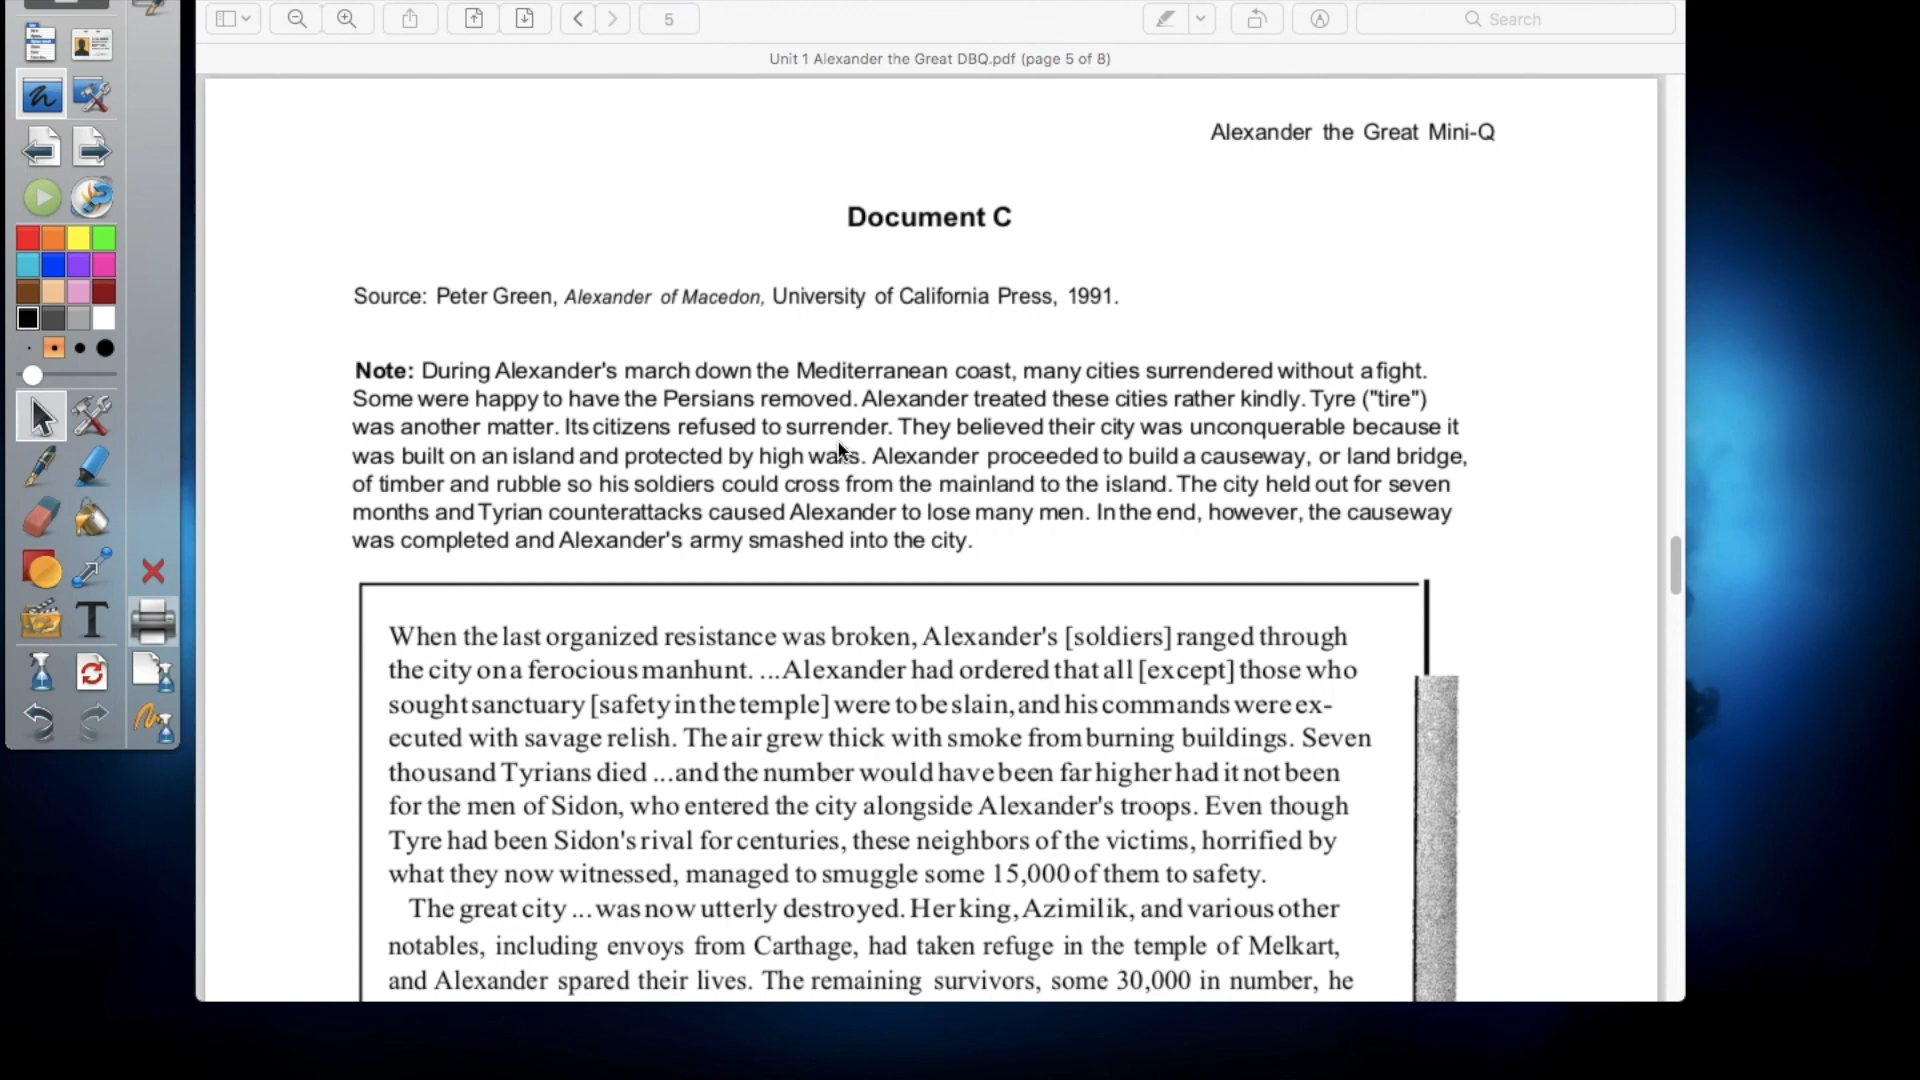 5
Search
Unit 1 Alexander the Great DBQ.pdf (page 5 of 8)
Alexander the Great Mini-Q
Document C
Source: Peter Green, Alexander of Macedon, University of California Press, 1991.
Note: During Alexander's march down the Mediterranean coast, many cities surrendered without a fight.
Some were happy to have the Persians removed. Alexander treated these cities rather kindly. Tyre ("tire")
was another matter. Its citizens refused to surrender. They believed their city was unconquerable because it
was built on an island and protected by high walls. Alexander proceeded to build a causeway, or land bridge,
of timber and rubble so his soldiers could cross from the mainland to the island. The city held out for seven
months and Tyrian counterattacks caused Alexander to lose many men. In the end, however, the causeway
was completed and Alexander's army smashed into the city.
When the last organized resistance was broken, Alexander's [soldiers] ranged through
the city on a ferocious manhunt. ...Alexander had ordered that all [except] those who
sought sanctuary [safety in the temple] were to be slain, and his commands were ex-
ecuted with savage relish. The air grew thick with smoke from burning buildings. Seven
thousand Tyrians died ...and the number would have been far higher had it not been
for the men of Sidon, who entered the city alongside Alexander's troops. Even though
Tyre had been Sidon's rival for centuries, these neighbors of the victims, horrified by
what they now witnessed, managed to smuggle some 15,000 of them to safety.
The great city ...was now utterly destroyed. Her king, Azimilik, and various other
notables, including envoys from Carthage, had taken refuge in the temple of Melkart,
and Alexander spared their lives. The remaining survivors, some 30,000 in number, he